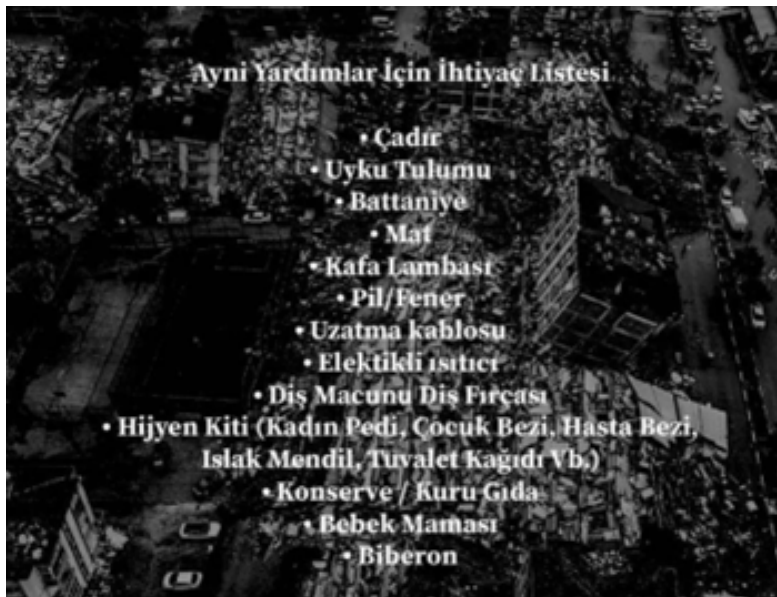 Ayni Yardımlar İçin İhtiyaç Listesi
• Çadır
• Uyku Tulumu
• Battaniye
• Mat
• Kafa Lambası
• Pil/Fener
• Uzatma kablosu
• Elektikli ısıtıcı
• Diş Macunu Diş Fırçası
• Hijyen Kiti (Kadın Pedi, Çocuk Bezi, Hasta Bezi,
Islak Mendil, Tuvalet Kağıdı Vb.)
• Konserve / Kuru Gıda
• Bebek Maması
• Biberon